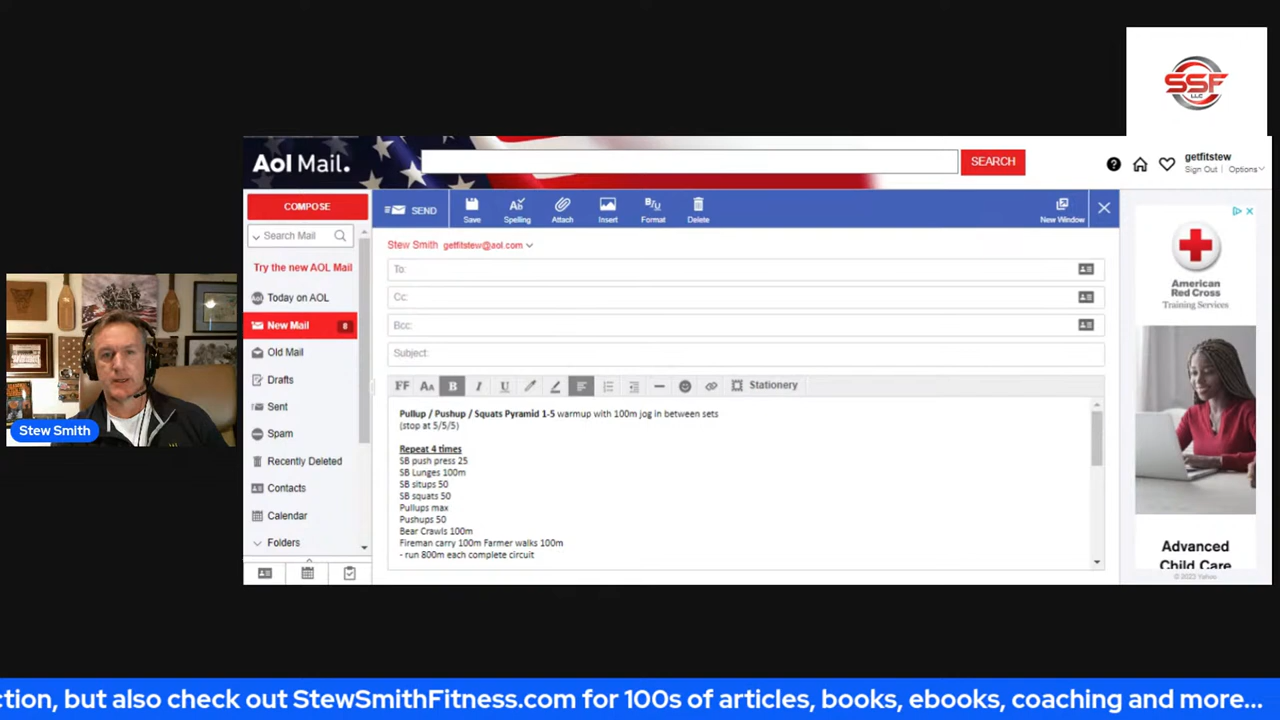 SSF
LLC
Aol Mail.
SEARCH
getfitstew
Sign Out | Options
COMPOSE
SEND
Save
Spelling
Attach
Insert
Format
Delete
New Window
Search Mail
Stew Smith getfitstew@aol.com
Try the new AOL Mail
To:
Today on AOL
Cc:
New Mail 8
Bcc:
Old Mail
Subject:
Drafts
Stationery
Sent
Spam
Recently Deleted
Contacts
Calendar
Folders
Pullup / Pushup / Squats Pyramid 1-5 warmup with 100m jog in between sets
(stop at 5/5/5)
Repeat 4 times
SB push press 25
SB Lunges 100m
SB situps 50
SB squats 50
Pullups max
Pushups 50
Bear Crawls 100m
Fireman carry 100m Farmer walks 100m
- run 800m each complete circuit
American
Red Cross
Training Services
Advanced
Child Care
© 2023 Yahoo
Stew Smith
ction, but also check out StewSmithFitness.com for 100s of articles, books, ebooks, coaching and more...